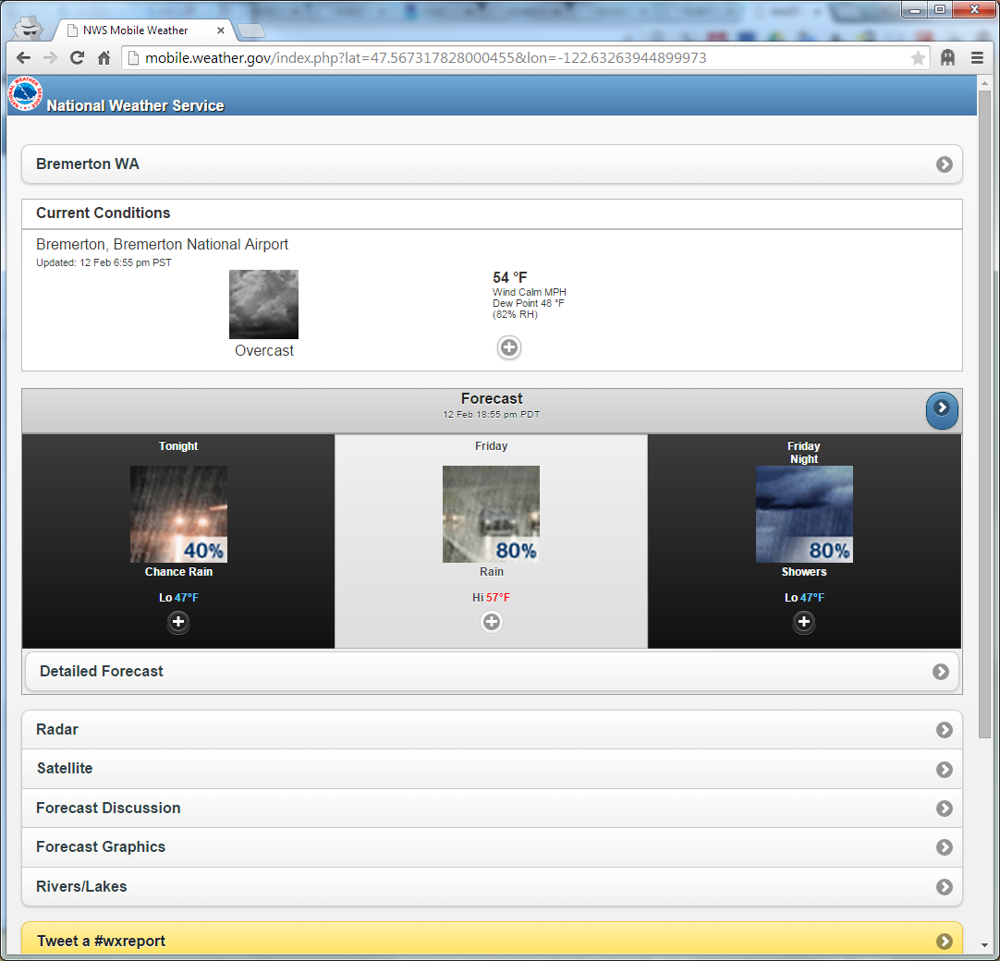 NWS Mobile Weather
mobile.weather.gov/index.php?lat=47.567317828000455&lon=-122.63263944899973
NATIONAL WEATHER SERVICE
National Weather Service
Bremerton WA
Current Conditions
Bremerton, Bremerton National Airport
Updated: 12 Feb 6:55 pm PST
54 °F
Wind Calm MPH
Dew Point 48 °F
(82% RH)
Overcast
Forecast
12 Feb 18:55 pm PDT
Tonight
40%
Chance Rain
Lo 47°F
Friday
80%
Rain
Hi 57°F
Friday
Night
80%
Showers
Lo 47°F
Detailed Forecast
Radar
Satellite
Forecast Discussion
Forecast Graphics
Rivers/Lakes
Tweet a #wxreport